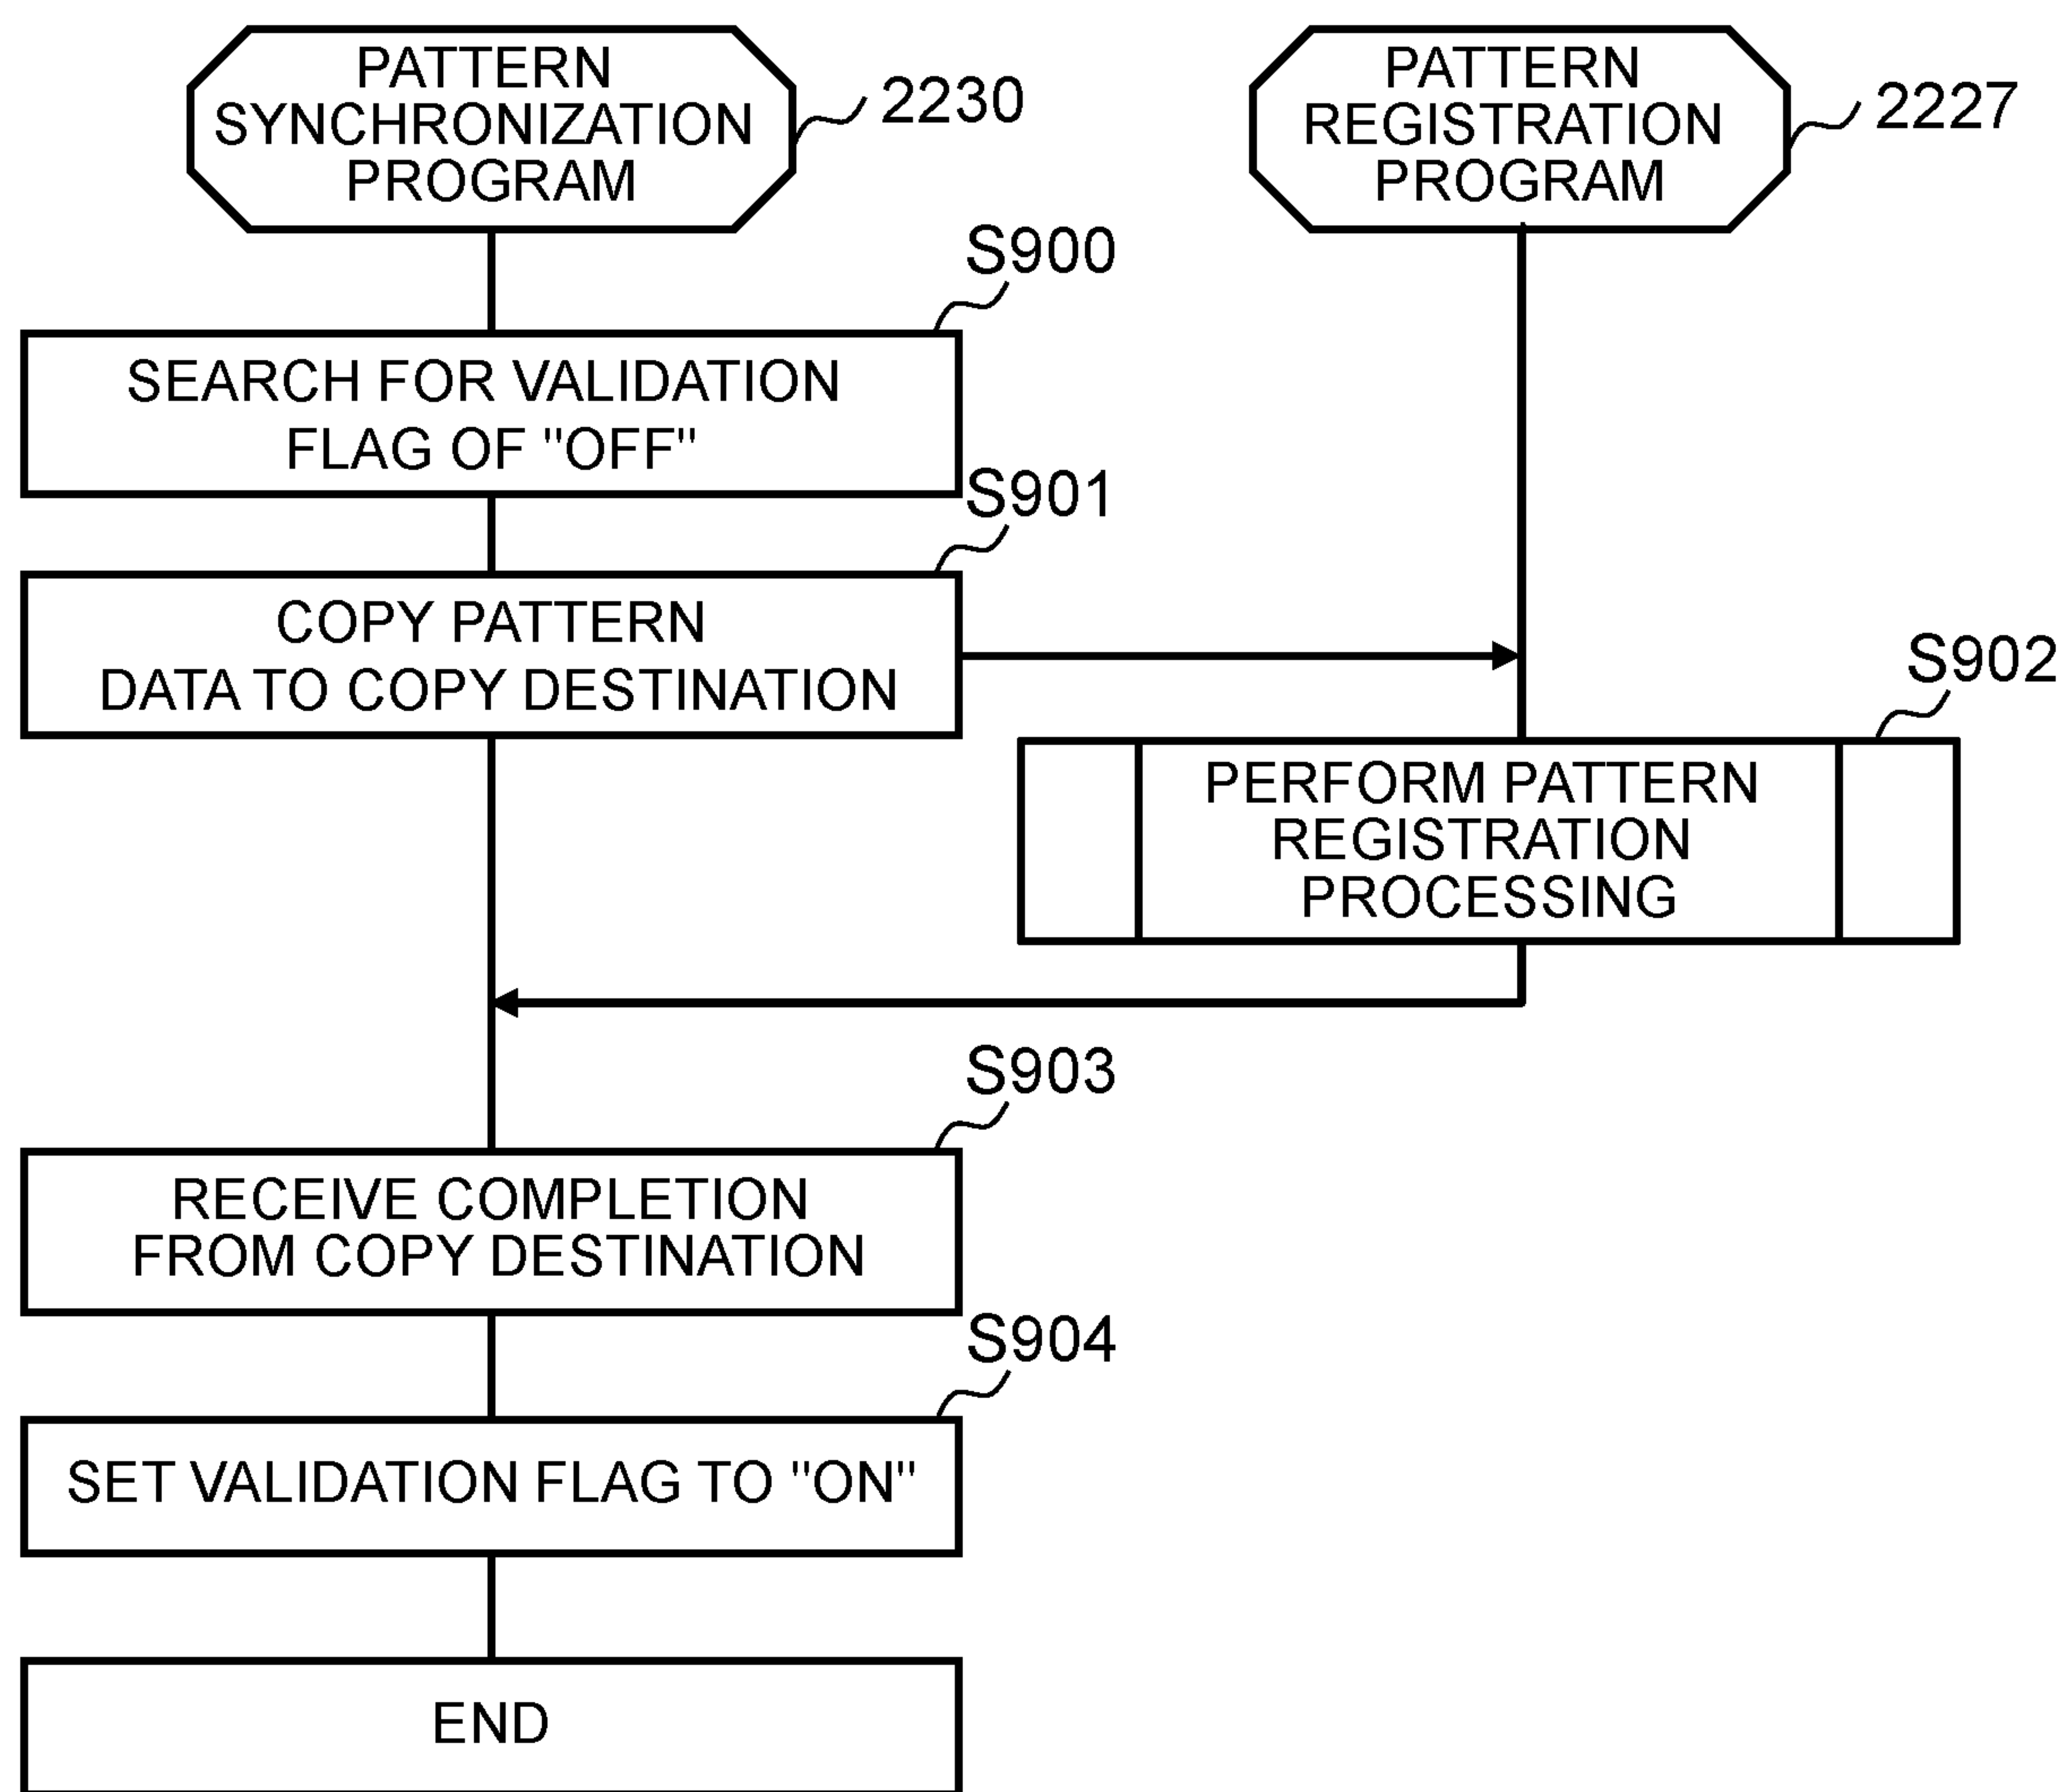 PATTERN
SYNCHRONIZATION
PROGRAM
2230
PATTERN
REGISTRATION
PROGRAM
2227
S900
SEARCH FOR VALIDATION
FLAG OF "OFF"
S901
COPY PATTERN
DATA TO COPY DESTINATION
S902
PERFORM PATTERN
REGISTRATION
PROCESSING
S903
RECEIVE COMPLETION
FROM COPY DESTINATION
S904
SET VALIDATION FLAG TO "ON"
END